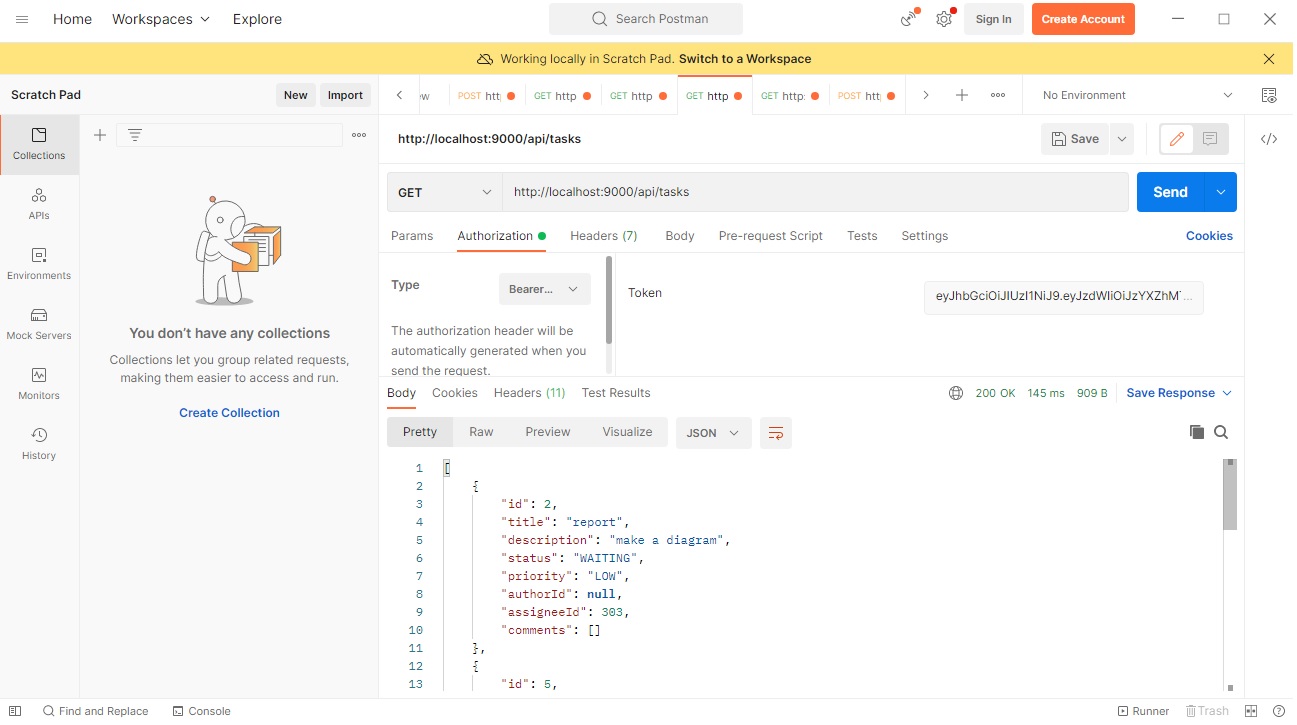 Home Workspaces Explore Search Postman Sign In Create Account
Working locally in Scratch Pad. Switch to a Workspace
Scratch Pad New Import
POST htt GET http GET http GET http GET http: POST htt No Environment
Collections
APIs
Environments
Mock Servers
Monitors
History
You don't have any collections
Collections let you group related requests,
making them easier to access and run.
Create Collection
http://localhost:9000/api/tasks Save
GET http://localhost:9000/api/tasks Send
Params Authorization Headers (7) Body Pre-request Script Tests Settings Cookies
Type Bearer...
The authorization header will be
automatically generated when you
send the request.
Token
Body Cookies Headers (11) Test Results 200 OK 145 ms 909 B Save Response
Pretty Raw Preview Visualize JSON
1 [
2 {
3 "id": 2,
4 "title": "report",
5 "description": "make a diagram",
6 "status": "WAITING",
7 "priority": "LOW",
8 "authorId": null,
9 "assigneeId": 303,
10 "comments": []
11 },
12 {
13 "id": 5,
Find and Replace Console Runner Trash